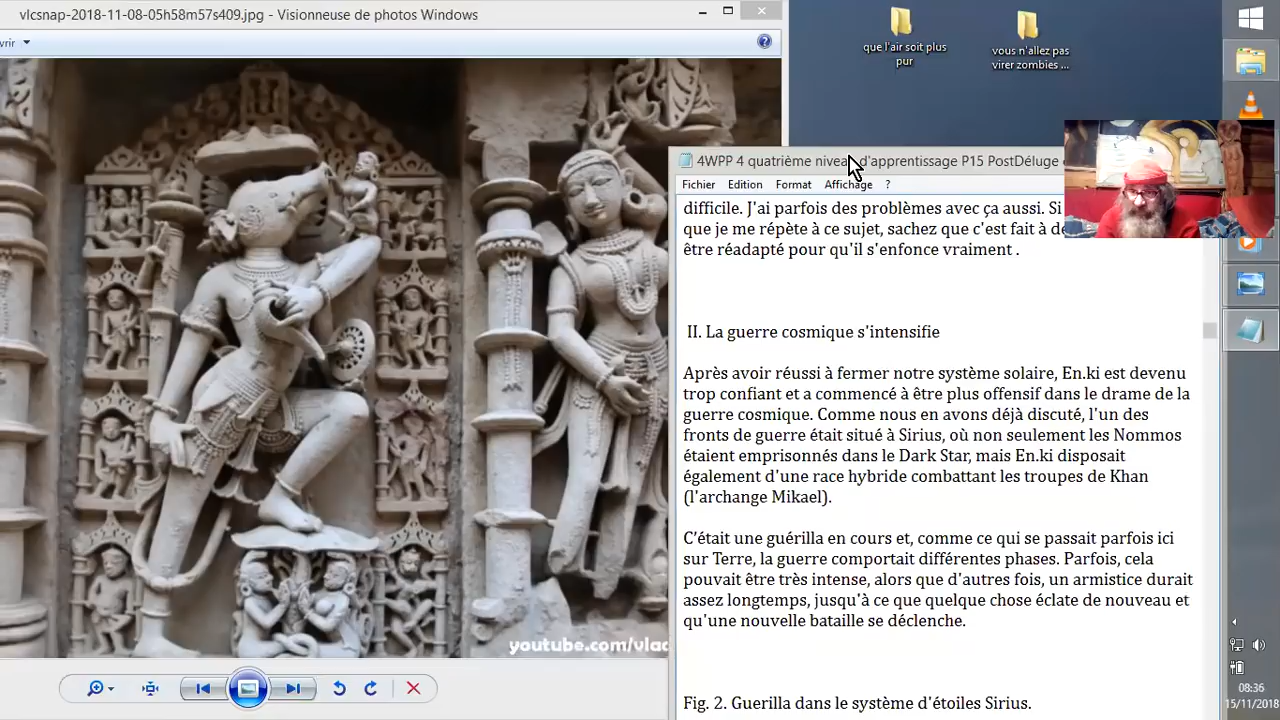 vlcsnap-2018-11-08-05h58m57s409.jpg - Visionneuse de photos Windows
vrir
que l'air soit plus
pur
vous n'allez pas
virer zombies ...
4WPP 4 quatrième niveau d'apprentissage P15 PostDéluge
Fichier Edition Format Affichage ?
difficile. J'ai parfois des problèmes avec ça aussi. Si
que je me répète à ce sujet, sachez que c'est fait à de
être réadapté pour qu'il s'enfonce vraiment .
II. La guerre cosmique s'intensifie
Après avoir réussi à fermer notre système solaire, En.ki est devenu
trop confiant et a commencé à être plus offensif dans le drame de la
guerre cosmique. Comme nous en avons déjà discuté, l'un des
fronts de guerre était situé à Sirius, où non seulement les Nommos
étaient emprisonnés dans le Dark Star, mais En.ki disposait
également d'une race hybride combattant les troupes de Khan
(l'archange Mikael).
C’était une guérilla en cours et, comme ce qui se passait parfois ici
sur Terre, la guerre comportait différentes phases. Parfois, cela
pouvait être très intense, alors que d'autres fois, un armistice durait
assez longtemps, jusqu'à ce que quelque chose éclate de nouveau et
qu'une nouvelle bataille se déclenche.
Fig. 2. Guerilla dans le système d'étoiles Sirius.
youtube.com/vlad
08:36
15/11/2018